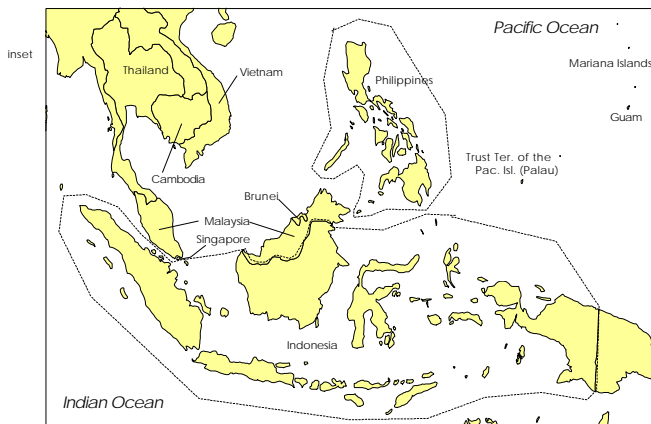 Pacific Ocean
inset
Mariana Islands
Thailand
Vietnam
Philippines
Guam
Trust Ter. of the
Pac. Isl. (Palau)
Cambodia
Brunei
Malaysia
Singapore
Indonesia
Indian Ocean